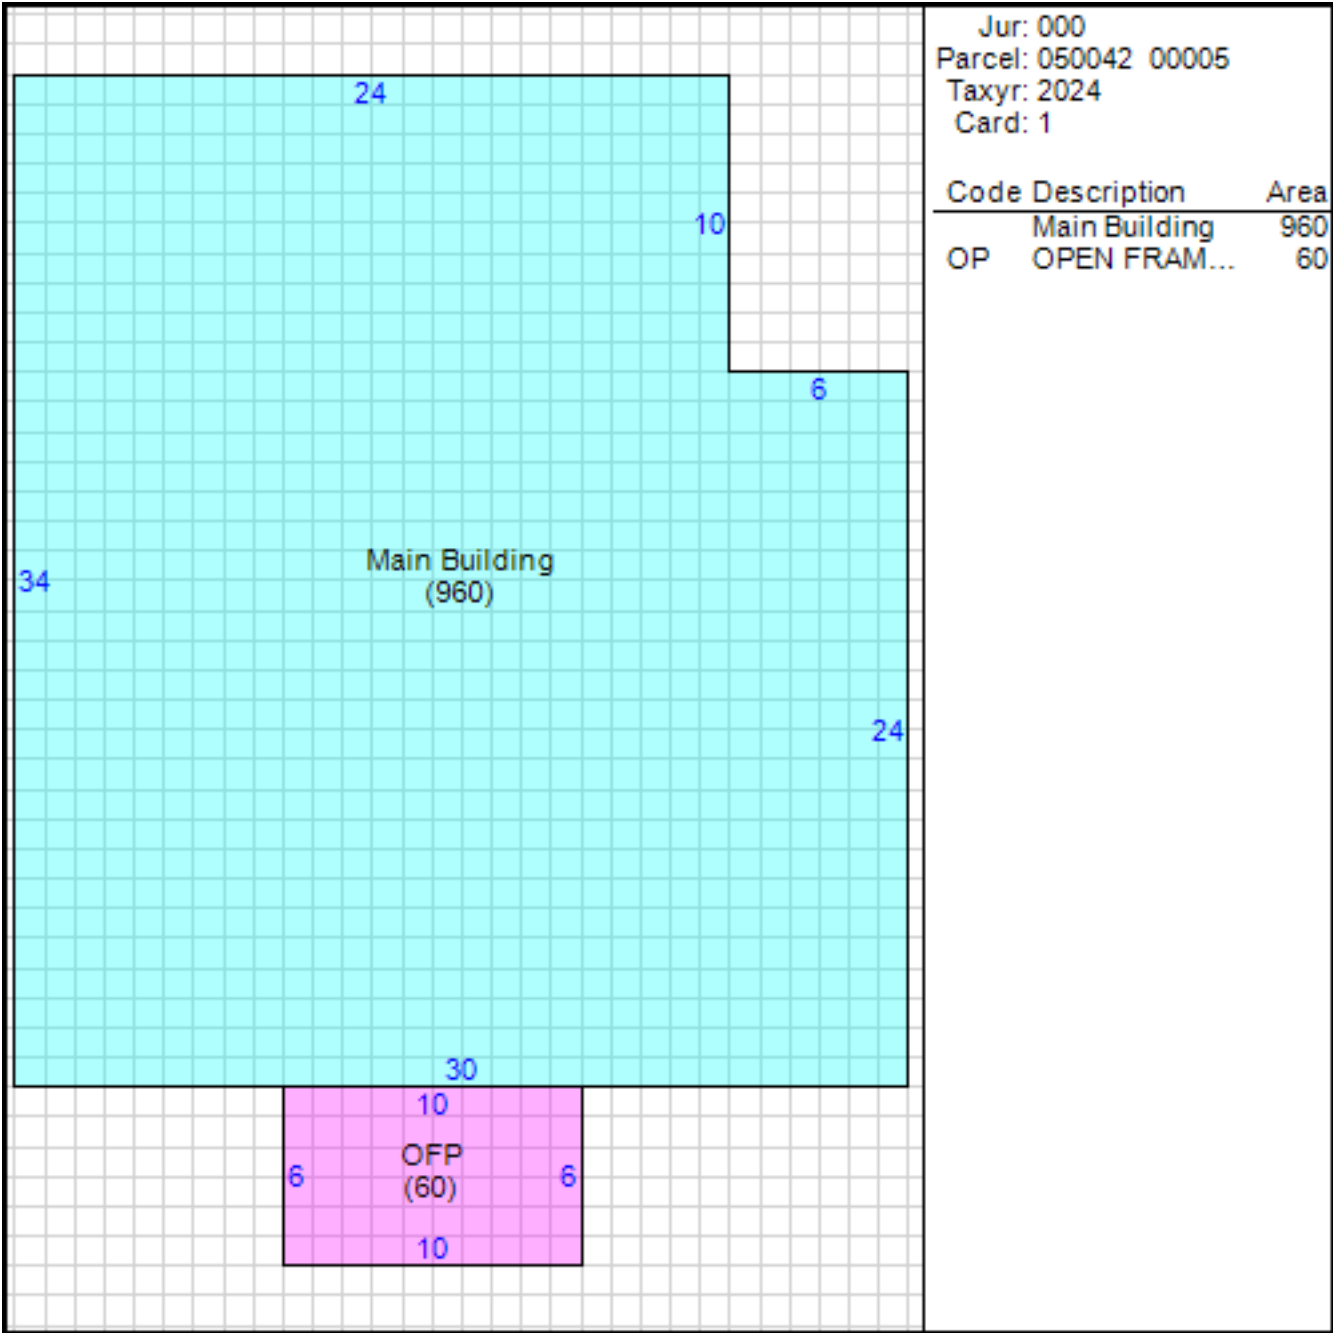 Jur: 000
Parcel: 050042 00005
Taxyr: 2024
Card: 1
Code Description Area
Main Building 960
OP OPEN FRAM... 60
24
10
6
Main Building
(960)
34
24
30
10
OFP
(60)
6 6
10